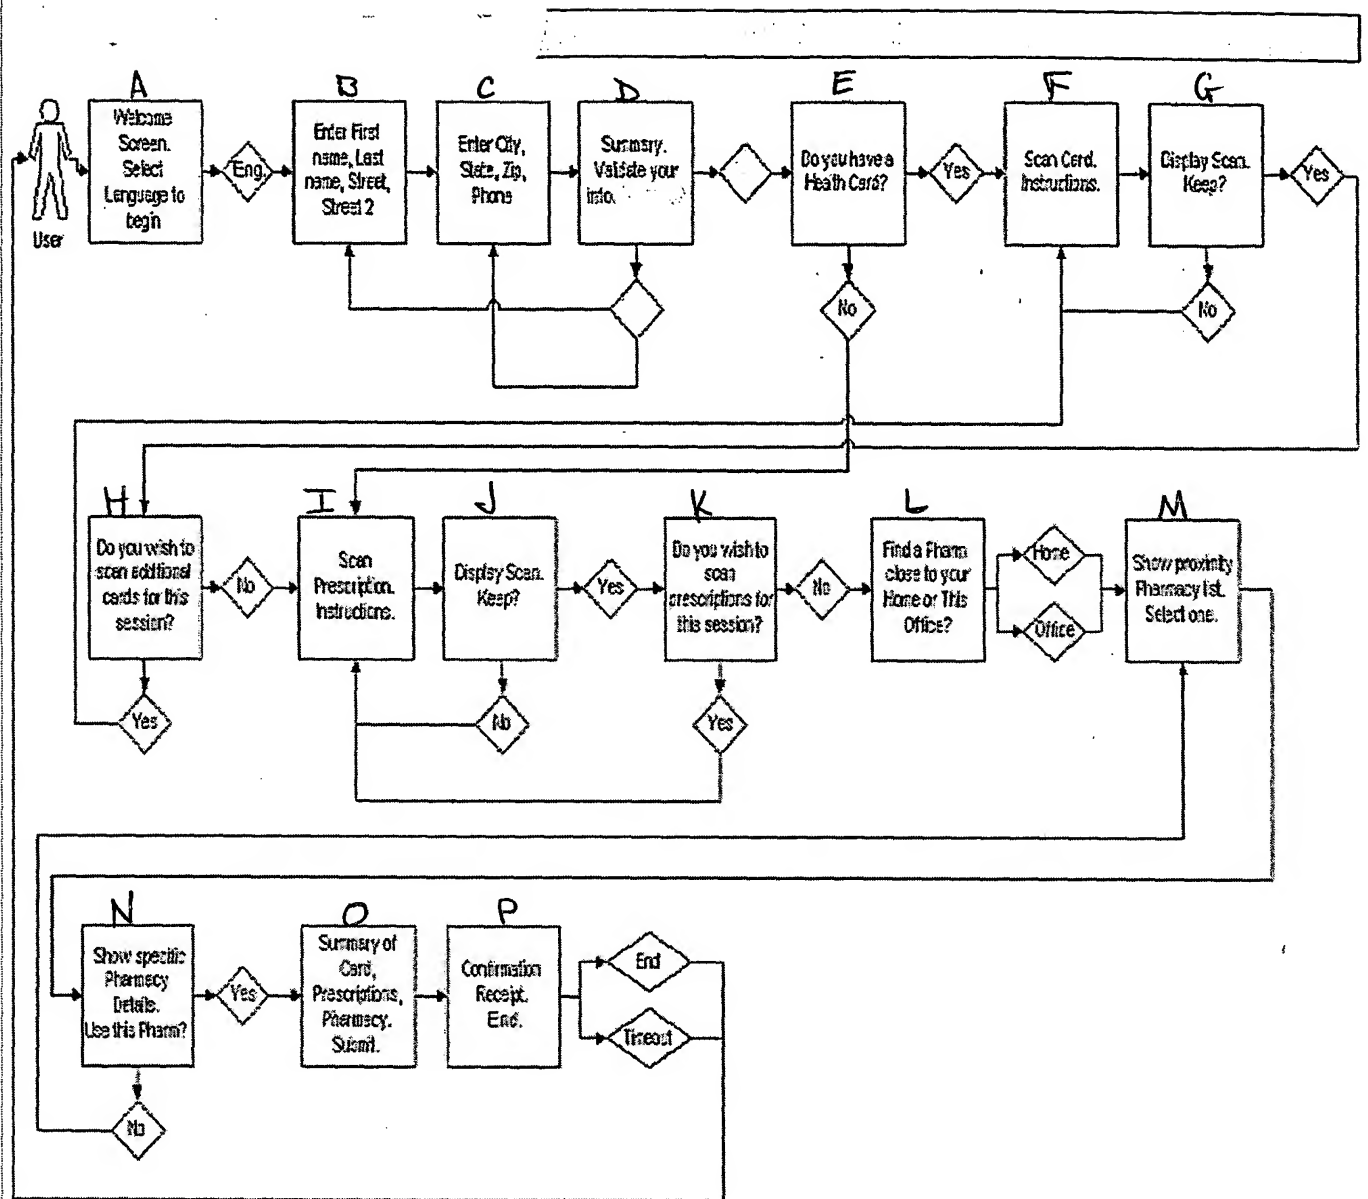 A
B
C
D
E
F
G
Welcome
Screen.
Select
Language to
begin
Eng.
Enter First
name, Last
name, Street,
Street 2
Enter City,
State, Zip,
Phone
Summary.
Validate your
info.
Do you have a
Health Card?
Yes
Scan Card.
Instructions.
Display Scan.
Keep?
Yes
User
No
No
H
I
J
K
L
M
Do you wish to
scan additional
cards for this
session?
No
Scan
Prescription.
Instructions.
Display Scan.
Keep?
Yes
Do you wish to
scan
prescriptions for
this session?
No
Find a Pharm
close to your
Home or This
Office?
Home
Office
Show proximity
Pharmacy list.
Select one.
Yes
No
Yes
N
O
P
Show specific
Pharmacy
Details.
Use this Pharm?
Yes
Summary of
Card,
Prescriptions,
Pharmacy.
Submit.
Confirmation
Receipt.
End.
End
Timeout
No